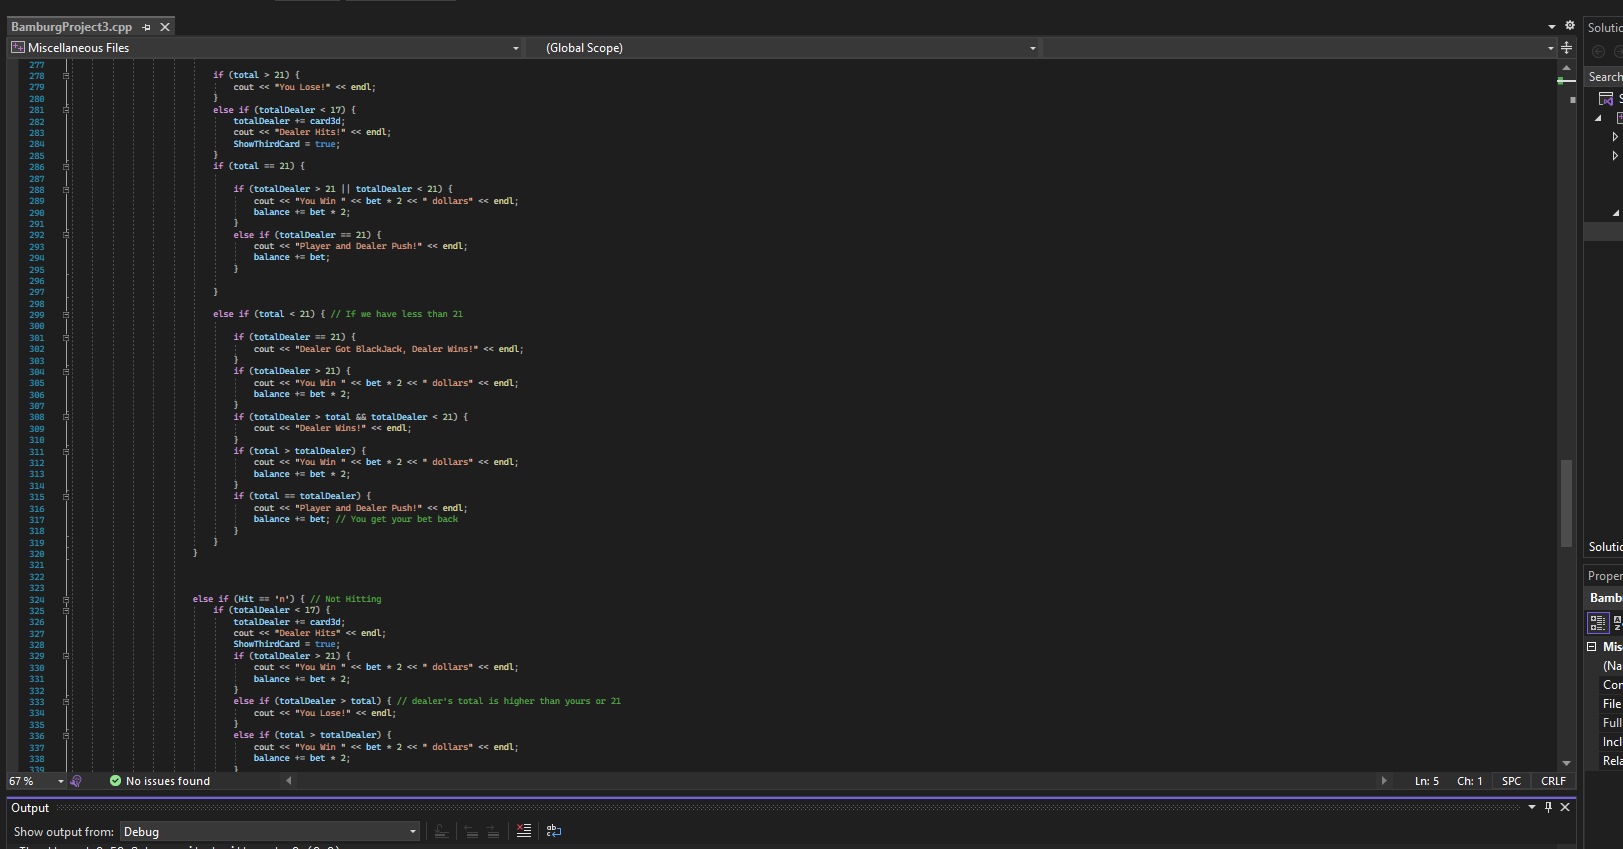 BamburgProject3.cpp
Miscellaneous Files
(Global Scope)
277
278 if (total > 21) {
279 cout << "You Lose!" << endl;
280 }
281 else if (totalDealer < 17) {
282 totalDealer += card3d;
283 cout << "Dealer Hits!" << endl;
284 ShowThirdCard = true;
285 }
286 if (total == 21) {
287
288 if (totalDealer > 21 || totalDealer < 21) {
289 cout << "You Win " << bet * 2 << " dollars" << endl;
290 balance += bet * 2;
291 }
292 else if (totalDealer == 21) {
293 cout << "Player and Dealer Push!" << endl;
294 balance += bet;
295 }
296
297 }
298
299 else if (total < 21) { // If we have less than 21
300
301 if (totalDealer == 21) {
302 cout << "Dealer Got BlackJack, Dealer Wins!" << endl;
303 }
304 if (totalDealer > 21) {
305 cout << "You Win " << bet * 2 << " dollars" << endl;
306 balance += bet * 2;
307 }
308 if (totalDealer > total && totalDealer < 21) {
309 cout << "Dealer Wins!" << endl;
310 }
311 if (total > totalDealer) {
312 cout << "You Win " << bet * 2 << " dollars" << endl;
313 balance += bet * 2;
314 }
315 if (total == totalDealer) {
316 cout << "Player and Dealer Push!" << endl;
317 balance += bet; // You get your bet back
318 }
319 }
320 }
321
322
323
324 else if (Hit == 'n') { // Not Hitting
325 if (totalDealer < 17) {
326 totalDealer += card3d;
327 cout << "Dealer Hits" << endl;
328 ShowThirdCard = true;
329 if (totalDealer > 21) {
330 cout << "You Win " << bet * 2 << " dollars" << endl;
331 balance += bet * 2;
332 }
333 else if (totalDealer > total) { // dealer's total is higher than yours or 21
334 cout << "You Lose!" << endl;
335 }
336 else if (total > totalDealer) {
337 cout << "You Win " << bet * 2 << " dollars" << endl;
338 balance += bet * 2;
339 }
67 %
No issues found
Ln: 5 Ch: 1 SPC CRLF
Output
Show output from: Debug
Solutio
Search
S
Solutio
Proper
Bamb
Mis
(Na
Con
File
Full
Incl
Rela